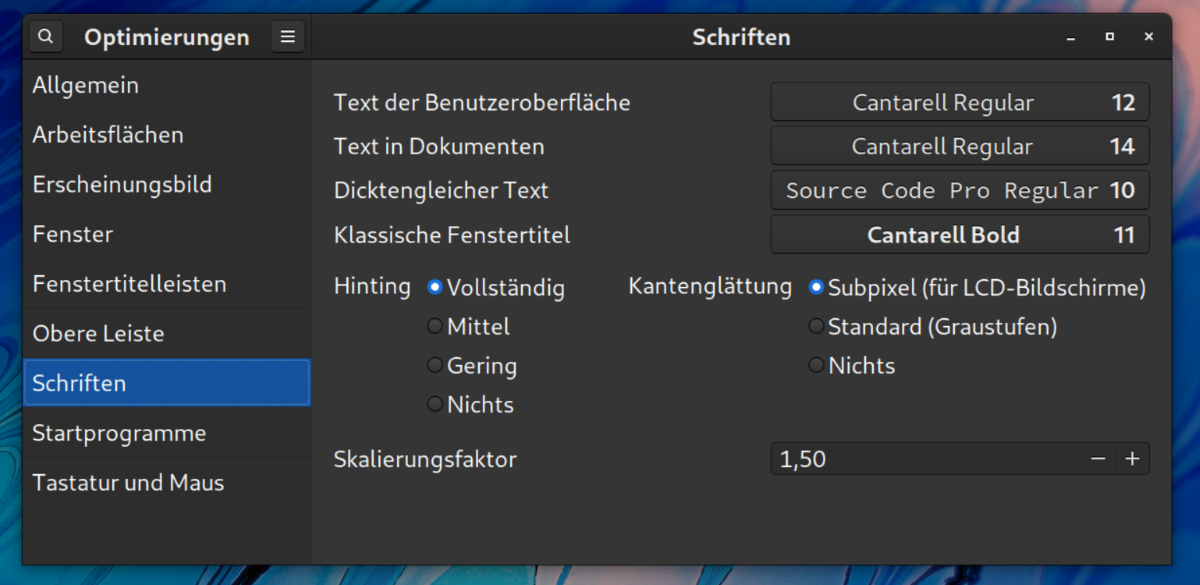 Optimierungen
Schriften
Allgemein
Arbeitsflächen
Erscheinungsbild
Fenster
Fenstertitelleisten
Obere Leiste
Schriften
Startprogramme
Tastatur und Maus
Text der Benutzeroberfläche Cantarell Regular 12
Text in Dokumenten Cantarell Regular 14
Dicktengleicher Text Source Code Pro Regular 10
Klassische Fenstertitel Cantarell Bold 11
Hinting Vollständig
Mittel
Gering
Nichts
Kantenglättung Subpixel (für LCD-Bildschirme)
Standard (Graustufen)
Nichts
Skalierungsfaktor 1,50 − +